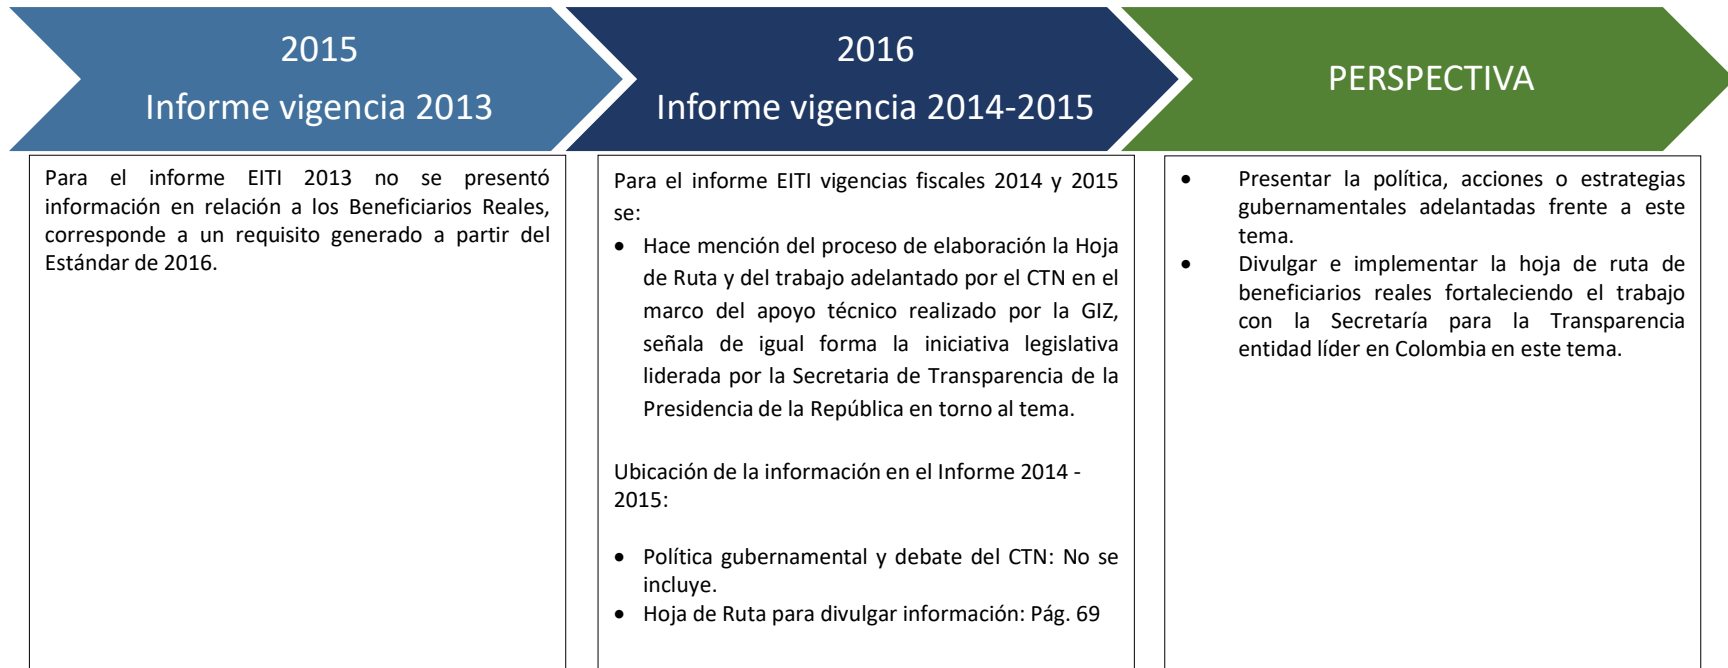 2015
Informe vigencia 2013
2016
Informe vigencia 2014-2015
PERSPECTIVA
Para el informe EITI 2013 no se presentó
información en relación a los Beneficiarios Reales,
corresponde a un requisito generado a partir del
Estándar de 2016.
Para el informe EITI vigencias fiscales 2014 y 2015
se:
• Hace mención del proceso de elaboración la Hoja
de Ruta y del trabajo adelantado por el CTN en el
marco del apoyo técnico realizado por la GIZ,
señala de igual forma la iniciativa legislativa
liderada por la Secretaria de Transparencia de la
Presidencia de la República en torno al tema.
Ubicación de la información en el Informe 2014 -
2015:
• Política gubernamental y debate del CTN: No se
incluye.
• Hoja de Ruta para divulgar información: Pág. 69
• Presentar la política, acciones o estrategias
gubernamentales adelantadas frente a este
tema.
• Divulgar e implementar la hoja de ruta de
beneficiarios reales fortaleciendo el trabajo
con la Secretaría para la Transparencia
entidad líder en Colombia en este tema.